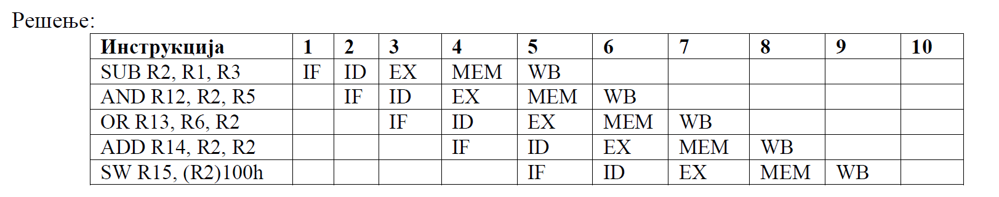 Решење:
Инструкција 1 2 3 4 5 6 7 8 9 10
SUB R2, R1, R3 IF ID EX MEM WB
AND R12, R2, R5 IF ID EX MEM WB
OR R13, R6, R2 IF ID EX MEM WB
ADD R14, R2, R2 IF ID EX MEM WB
SW R15, (R2)100h IF ID EX MEM WB